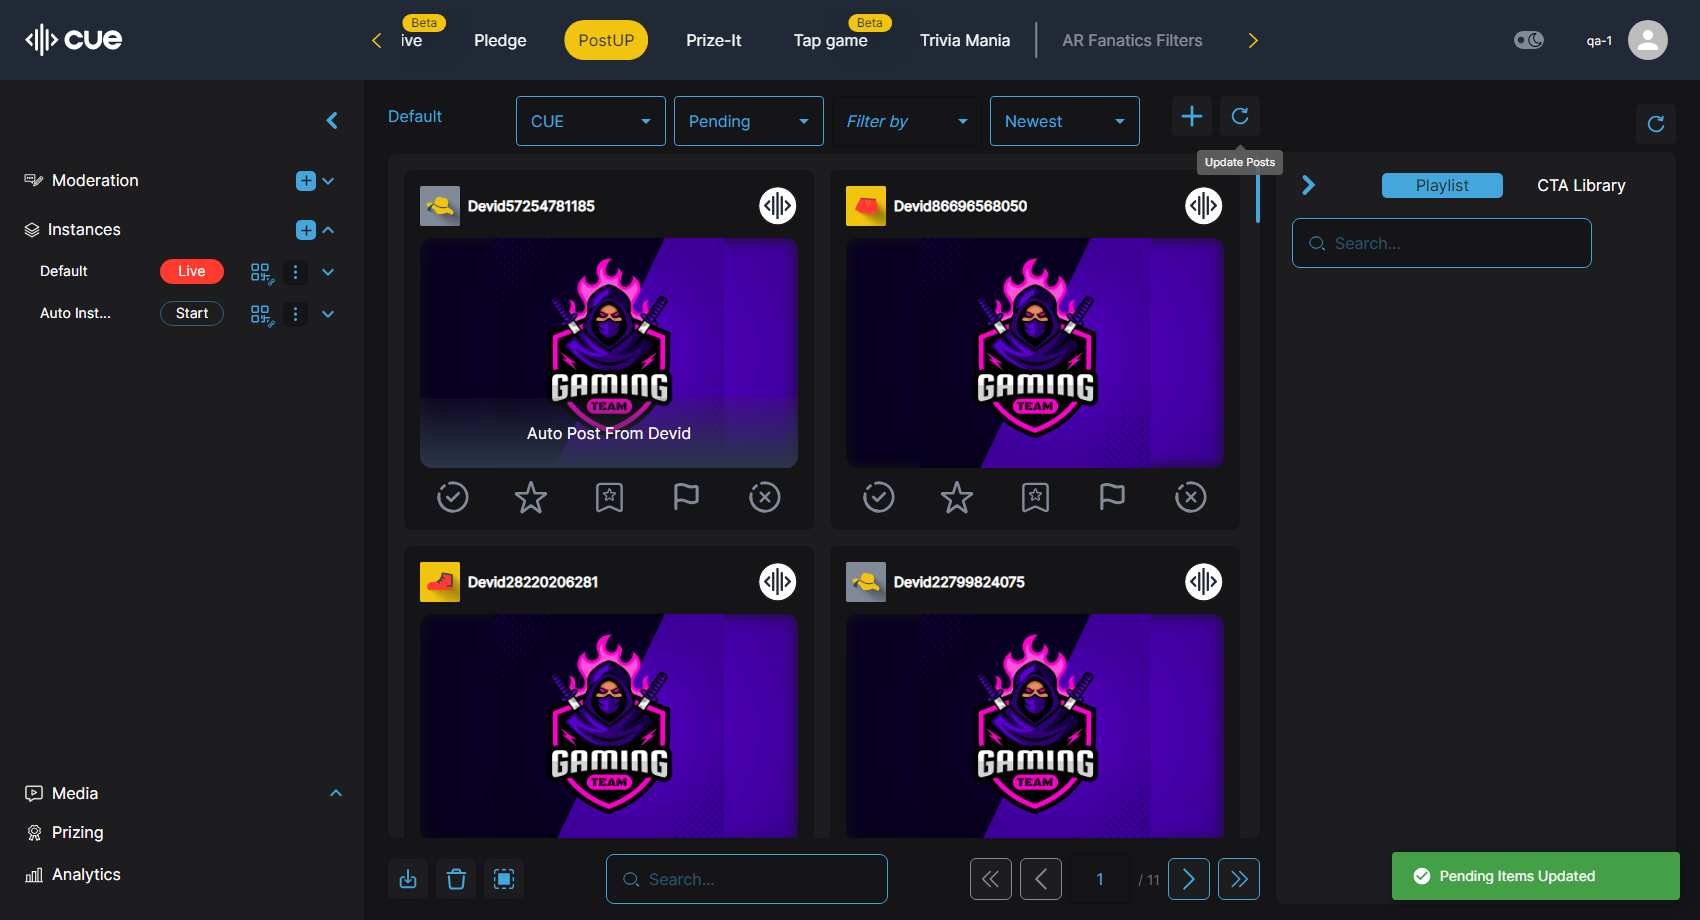 cue
Beta
ive
Pledge
PostUP
Prize-It
Beta
Tap game
Trivia Mania
AR Fanatics Filters
qa-1
Default
CUE
Pending
Filter by
Newest
Update Posts
Moderation
Instances
Default
Live
Auto Inst...
Start
Devid57254781185
GAMING
TEAM
Auto Post From Devid
Devid86696568050
GAMING
TEAM
Devid28220206281
GAMING
TEAM
Devid22799824075
GAMING
TEAM
Playlist
CTA Library
Search...
Media
Prizing
Analytics
Search...
1
/ 11
Pending Items Updated